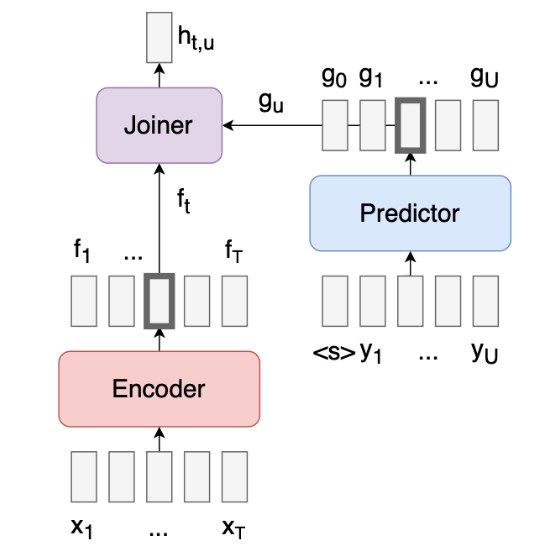 h_{t,u}
g_0 g_1 ... g_U
g_u
Joiner
f_t
Predictor
f_1 ... f_T
<s> y_1 ... y_U
Encoder
x_1 ... x_T